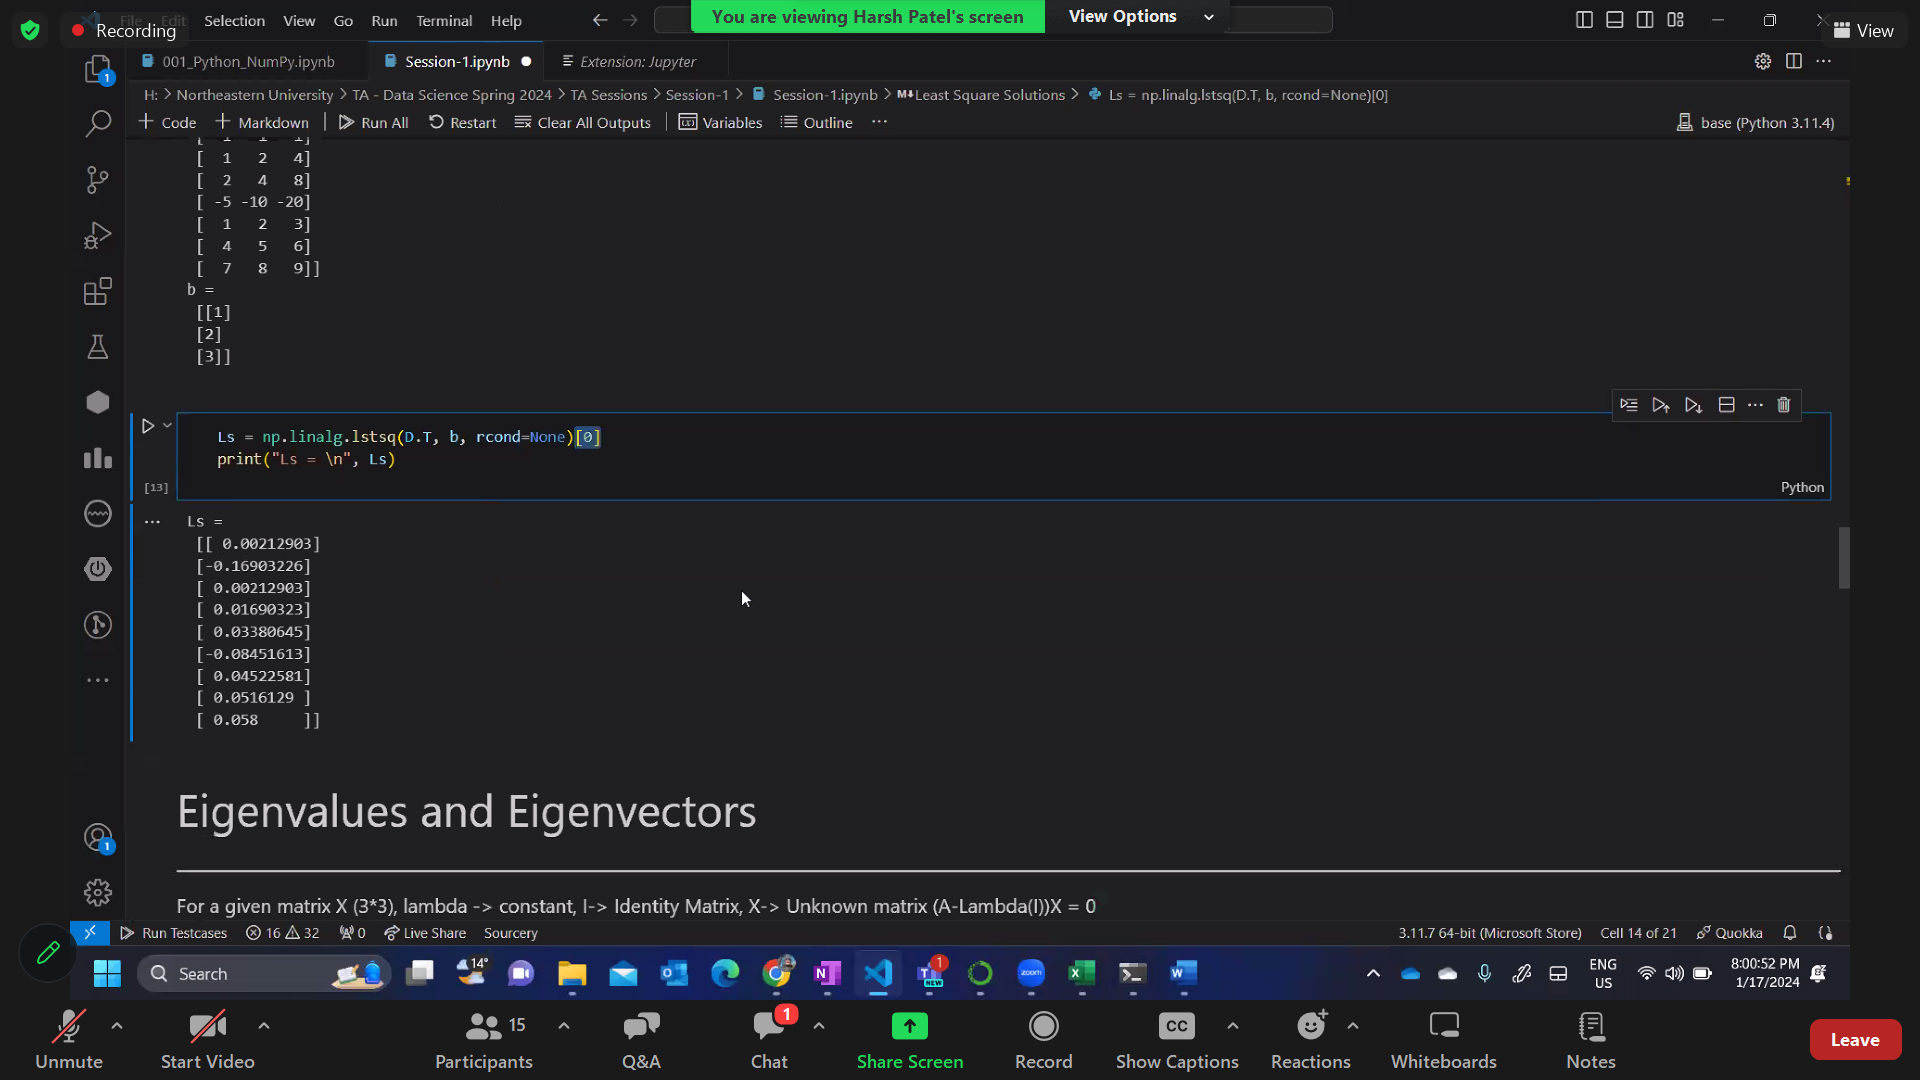 File Edit Selection View Go Run Terminal Help
You are viewing Harsh Patel's screen View Options
Recording
View
001_Python_NumPy.ipynb Session-1.ipynb Extension: Jupyter
H: > Northeastern University > TA - Data Science Spring 2024 > TA Sessions > Session-1 > Session-1.ipynb > M↓Least Square Solutions > Ls = np.linalg.lstsq(D.T, b, rcond=None)[0]
+ Code + Markdown Run All Restart Clear All Outputs Variables Outline ... base (Python 3.11.4)
[ 1 2 4]
[ 2 4 8]
[ -5 -10 -20]
[ 1 2 3]
[ 4 5 6]
[ 7 8 9]]
b =
[[1]
[2]
[3]]
Ls = np.linalg.lstsq(D.T, b, rcond=None)[0]
print("Ls = \n", Ls)
[13]
Python
Ls =
[[ 0.00212903]
[-0.16903226]
[ 0.00212903]
[ 0.01690323]
[ 0.03380645]
[-0.08451613]
[ 0.04522581]
[ 0.0516129 ]
[ 0.058 ]]
Eigenvalues and Eigenvectors
For a given matrix X (3*3), lambda -> constant, I-> Identity Matrix, X-> Unknown matrix (A-Lambda(I))X = 0
1
1
Run Testcases 16 32 0 Live Share Sourcery 3.11.7 64-bit (Microsoft Store) Cell 14 of 21 Quokka
Search 14° zoom 1 NEW ENG US 8:00:52 PM 1/17/2024
Unmute Start Video Participants 15 Q&A Chat 1 Share Screen Record CC Show Captions Reactions Whiteboards Notes Leave